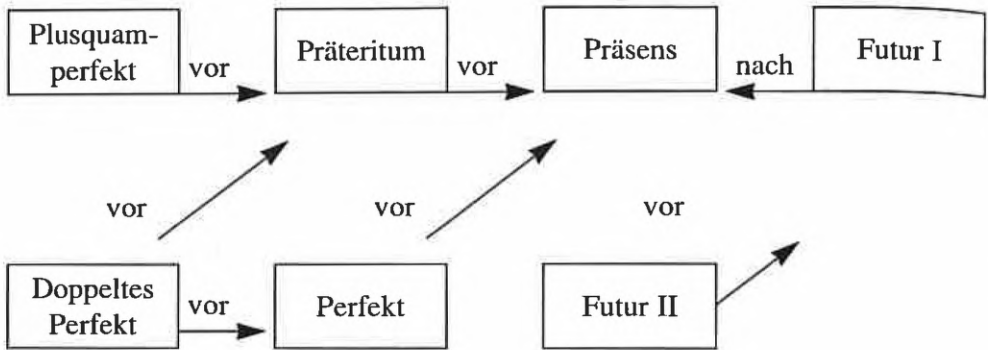 Plusquam-
perfekt
vor
Präteritum
vor
Präsens
nach
Futur I
vor
vor
vor
Doppeltes
Perfekt
vor
Perfekt
Futur II